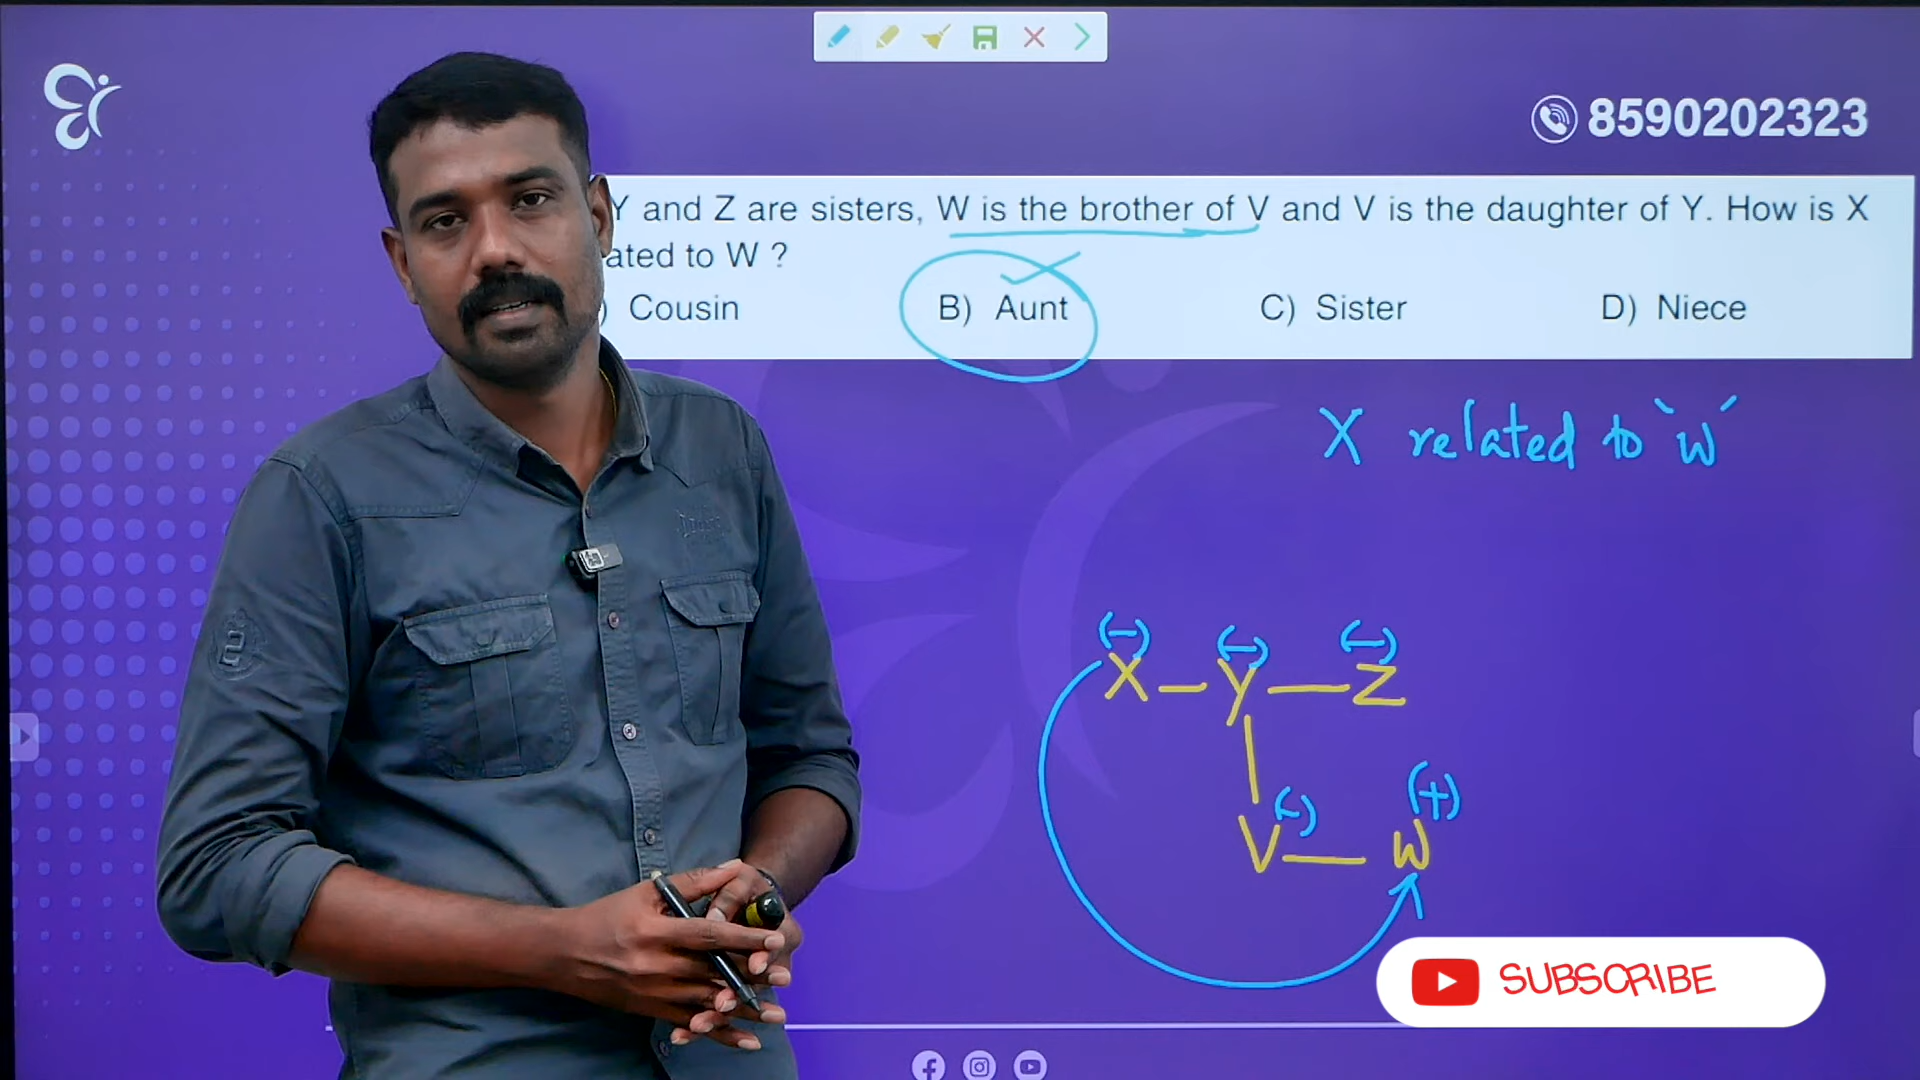 8590202323
Y and Z are sisters, W is the brother of V and V is the daughter of Y. How is X
ated to W ?
) Cousin
B) Aunt
C) Sister
D) Niece
X related to `W´
(-) (-) (-)
X — Y — Z
(-) (+)
V — W
SUBSCRIBE